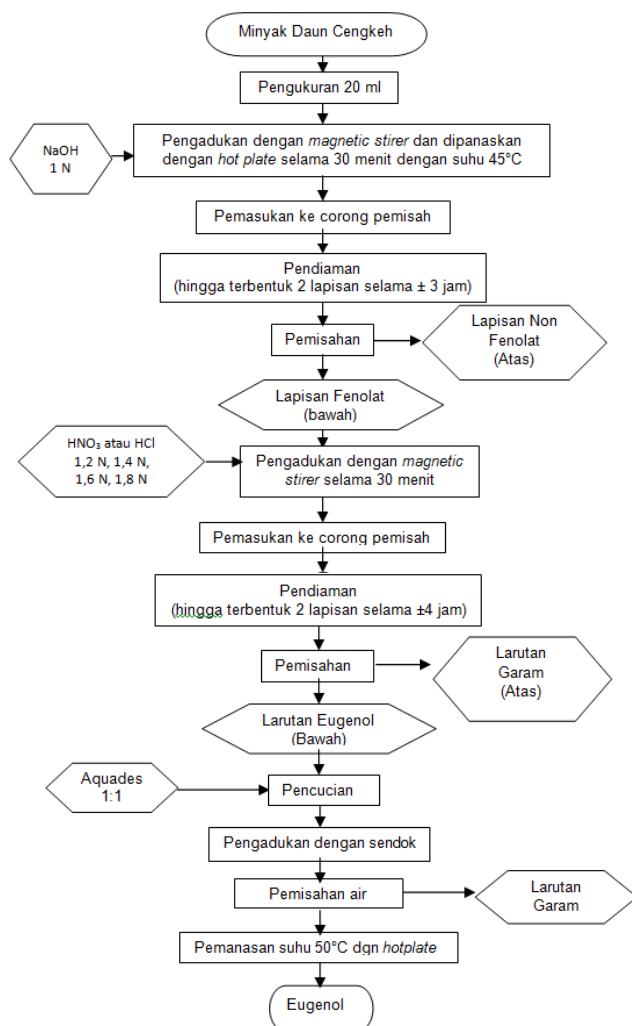 Minyak Daun Cengkeh
Pengukuran 20 ml
NaOH
1 N
Pengadukan dengan magnetic stirer dan dipanaskan
dengan hot plate selama 30 menit dengan suhu 45°C
Pemasukan ke corong pemisah
Pendiaman
(hingga terbentuk 2 lapisan selama ± 3 jam)
Pemisahan
Lapisan Non
Fenolat
(Atas)
Lapisan Fenolat
(bawah)
HNO₃ atau HCl
1,2 N, 1,4 N,
1,6 N, 1,8 N
Pengadukan dengan magnetic
stirer selama 30 menit
Pemasukan ke corong pemisah
Pendiaman
(hingga terbentuk 2 lapisan selama ±4 jam)
Pemisahan
Larutan
Garam
(Atas)
Larutan Eugenol
(Bawah)
Aquades
1:1
Pencucian
Pengadukan dengan sendok
Pemisahan air
Larutan
Garam
Pemanasan suhu 50°C dgn hotplate
Eugenol